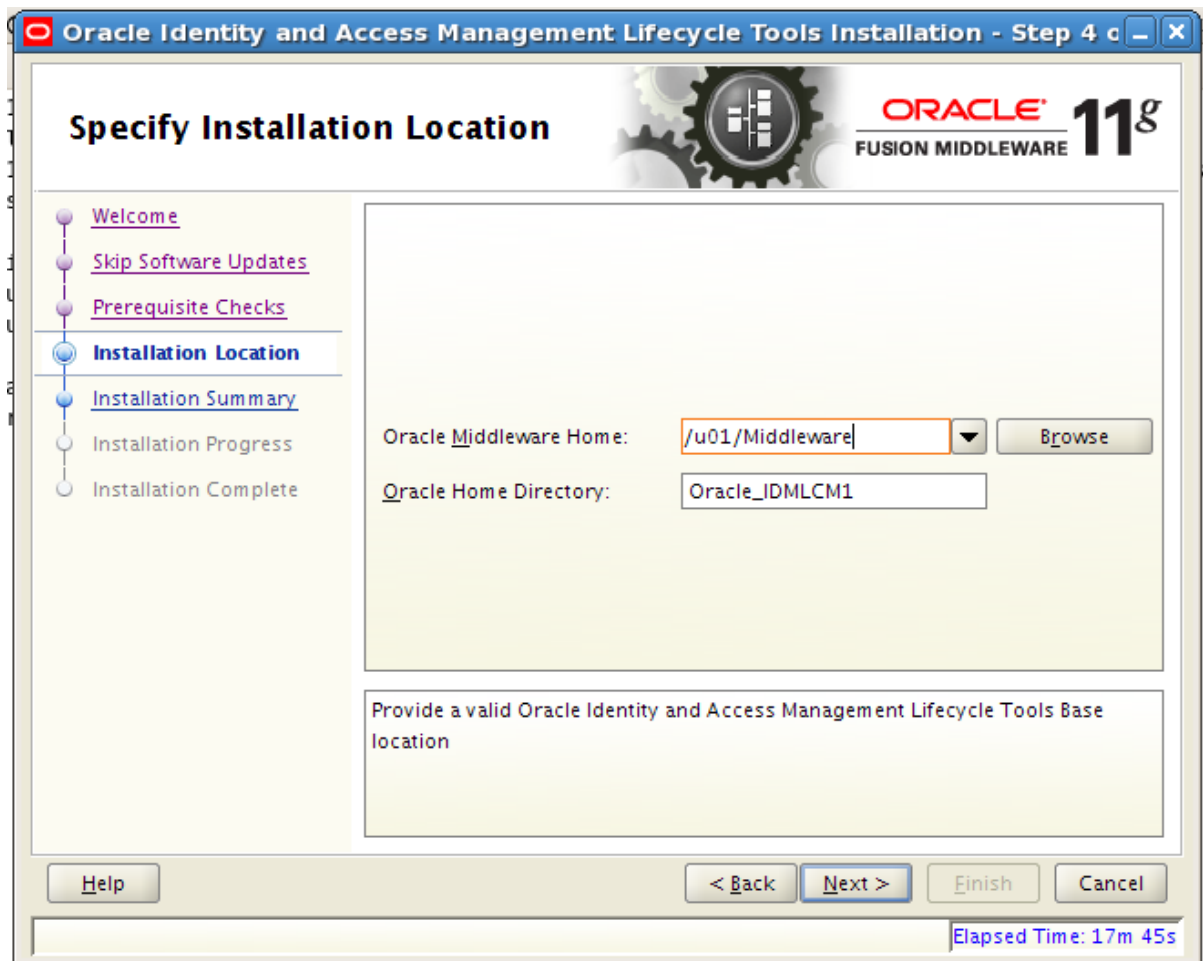 Oracle Identity and Access Management Lifecycle Tools Installation - Step 4 o
Specify Installation Location
ORACLE
FUSION MIDDLEWARE
11g
Welcome
Skip Software Updates
Prerequisite Checks
Installation Location
Installation Summary
Installation Progress
Installation Complete
Oracle Middleware Home: /u01/Middleware Browse
Oracle Home Directory: Oracle_IDMLCM1
Provide a valid Oracle Identity and Access Management Lifecycle Tools Base
location
Help < Back Next > Finish Cancel
Elapsed Time: 17m 45s